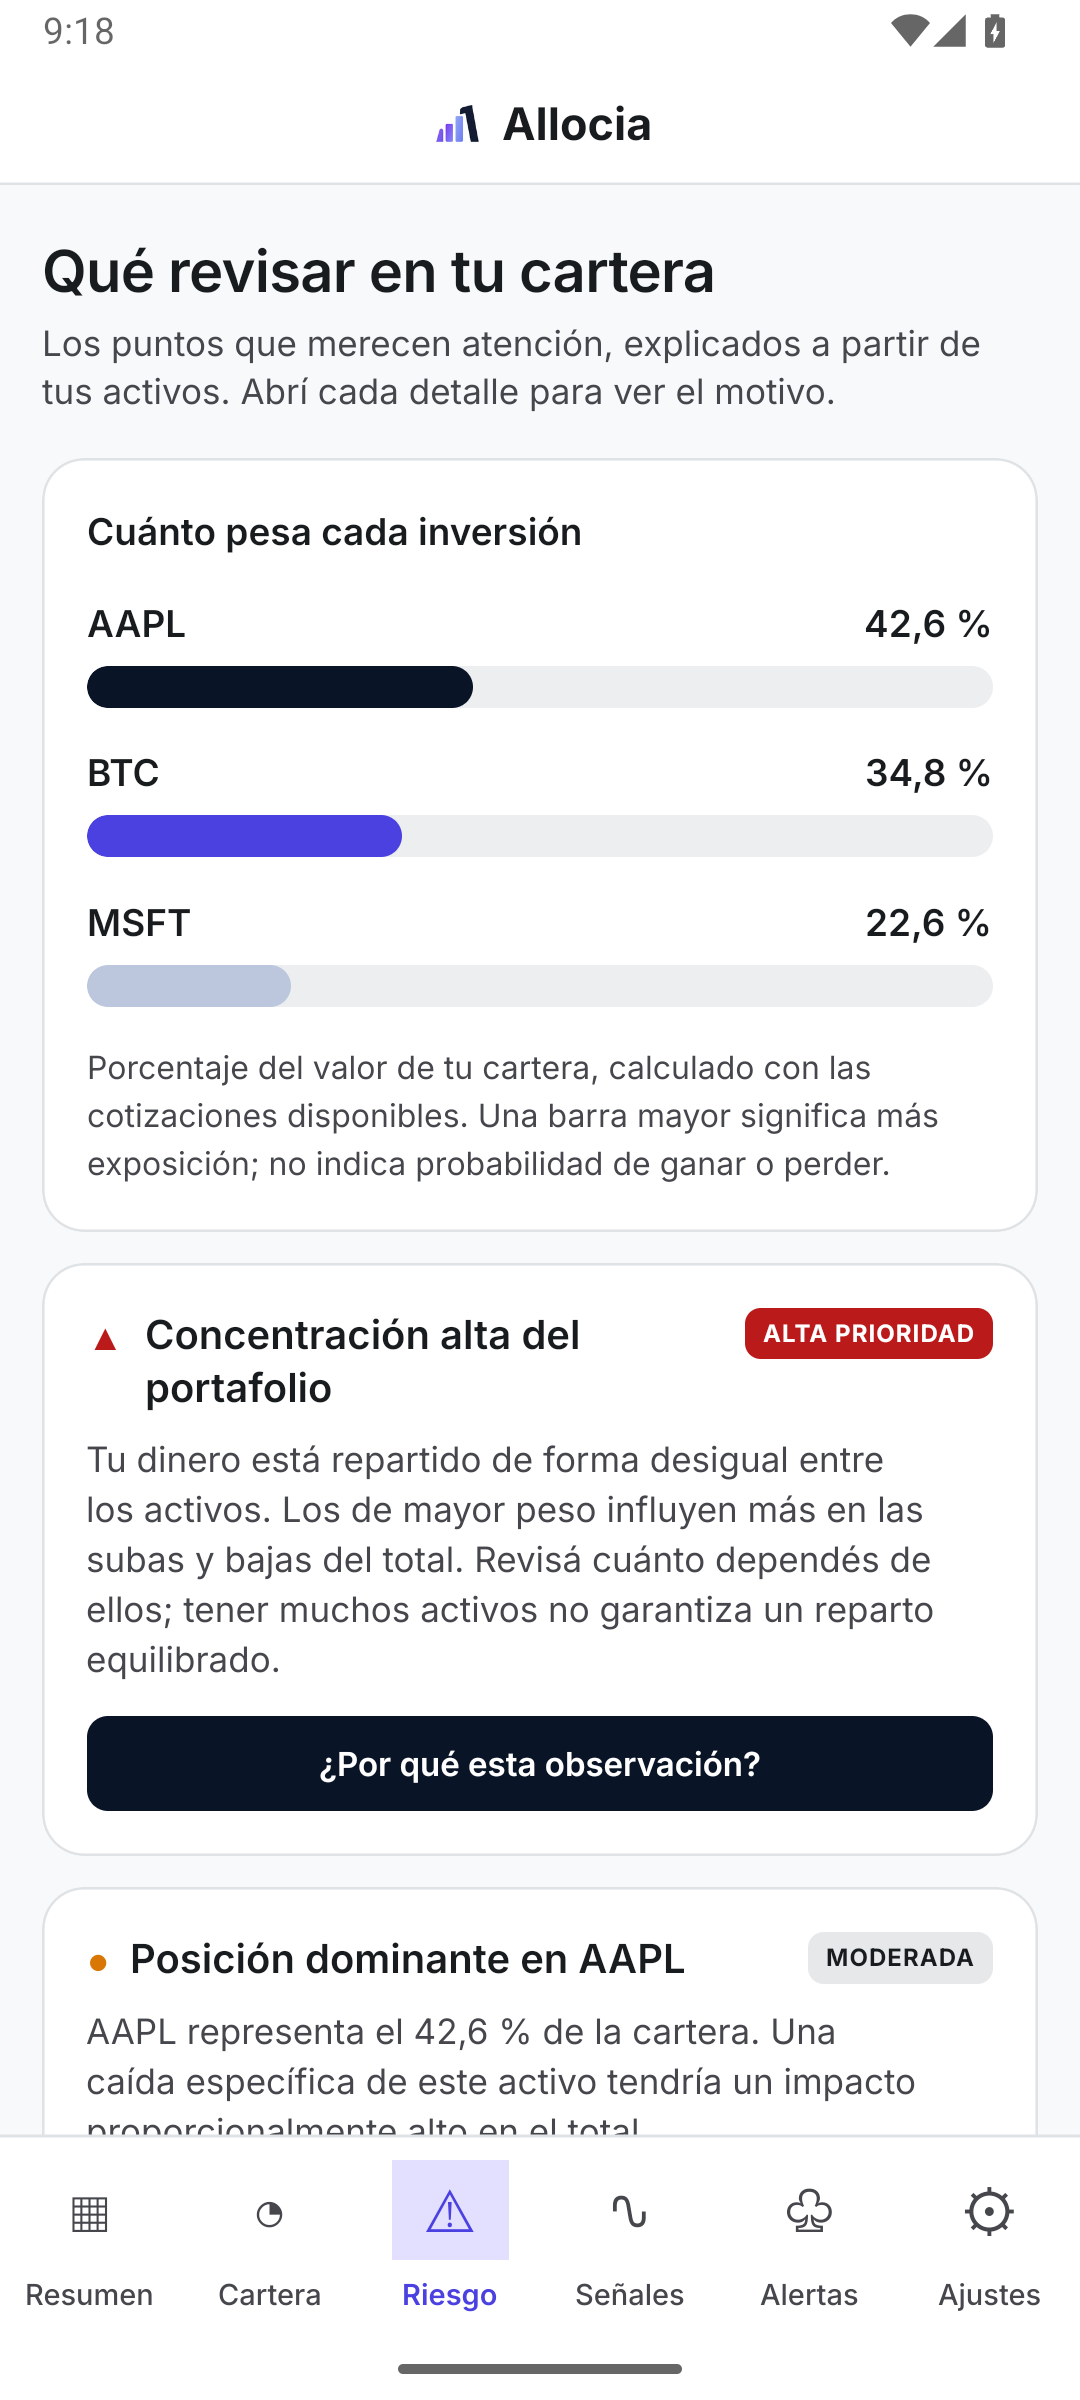 9:18
Allocia
Qué revisar en tu cartera
Los puntos que merecen atención, explicados a partir de
tus activos. Abrí cada detalle para ver el motivo.
Cuánto pesa cada inversión
AAPL 42,6 %
BTC 34,8 %
MSFT 22,6 %
Porcentaje del valor de tu cartera, calculado con las
cotizaciones disponibles. Una barra mayor significa más
exposición; no indica probabilidad de ganar o perder.
Concentración alta del
portafolio
ALTA PRIORIDAD
Tu dinero está repartido de forma desigual entre
los activos. Los de mayor peso influyen más en las
subas y bajas del total. Revisá cuánto dependés de
ellos; tener muchos activos no garantiza un reparto
equilibrado.
¿Por qué esta observación?
Posición dominante en AAPL
MODERADA
AAPL representa el 42,6 % de la cartera. Una
caída específica de este activo tendría un impacto
proporcionalmente alto en el total.
Resumen
Cartera
Riesgo
Señales
Alertas
Ajustes